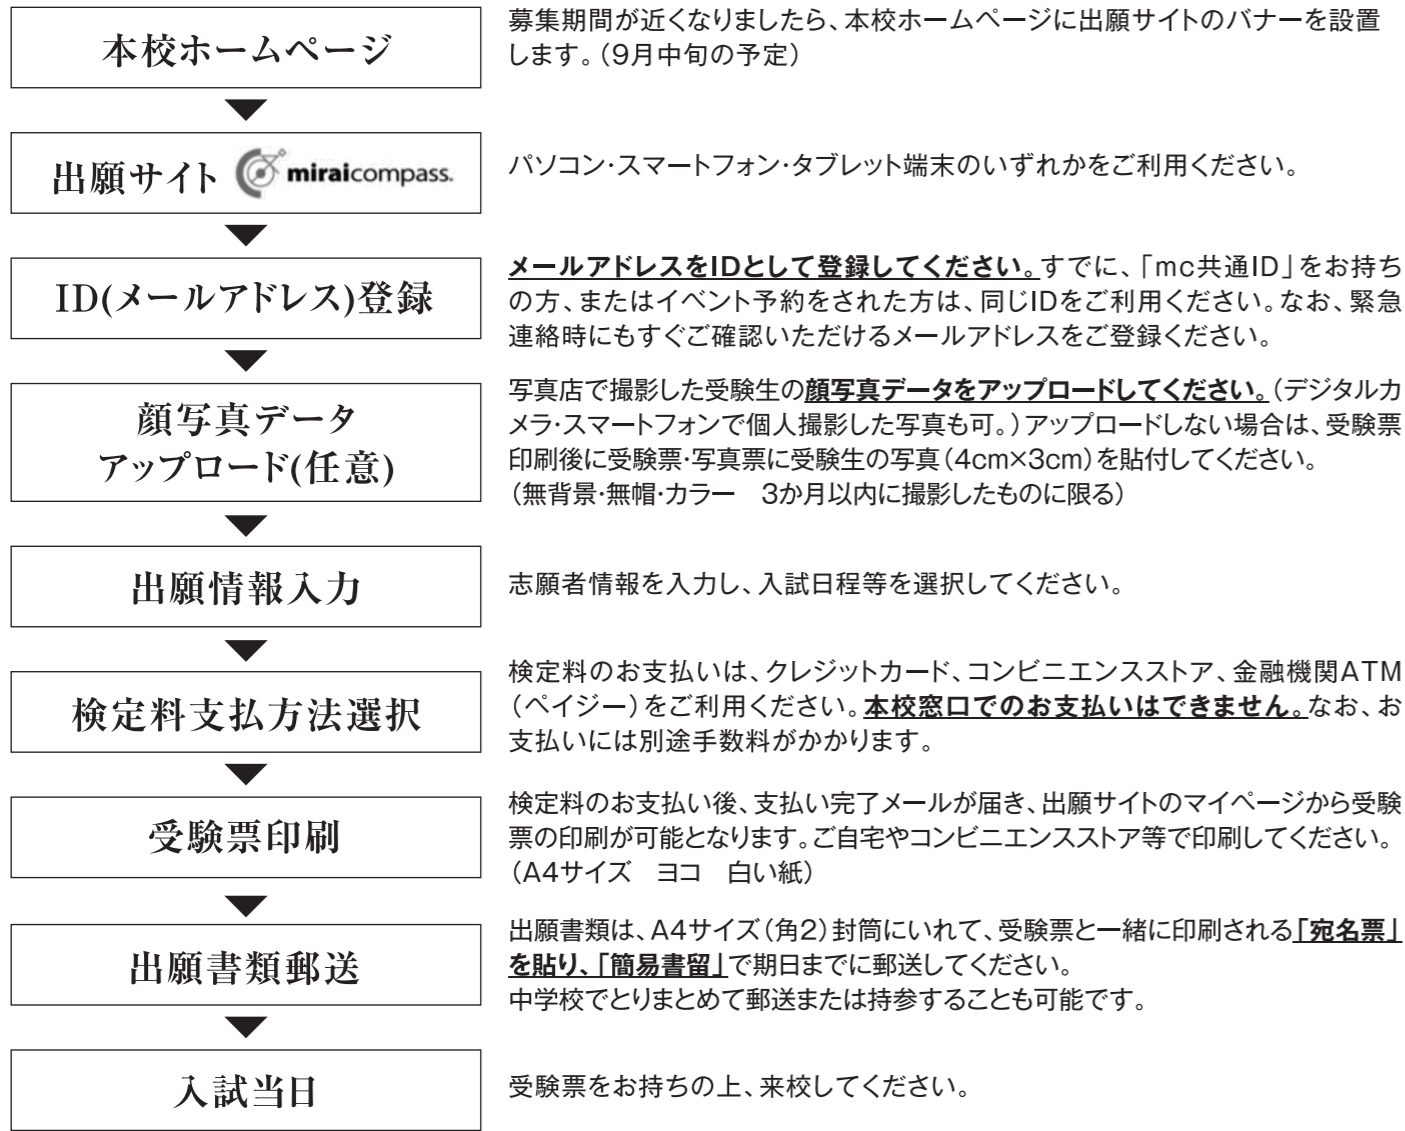 本校ホームページ
募集期間が近くなりましたら、本校ホームページに出願サイトのバナーを設置
します。(9月中旬の予定)
出願サイト miraicompass.
パソコン・スマートフォン・タブレット端末のいずれかをご利用ください。
ID(メールアドレス)登録
メールアドレスをIDとして登録してください。すでに、「mc共通ID」をお持ち
の方、またはイベント予約をされた方は、同じIDをご利用ください。なお、緊急
連絡時にもすぐご確認いただけるメールアドレスをご登録ください。
顔写真データ
アップロード(任意)
写真店で撮影した受験生の顔写真データをアップロードしてください。(デジタルカ
メラ・スマートフォンで個人撮影した写真も可。)アップロードしない場合は、受験票
印刷後に受験票・写真票に受験生の写真(4cm×3cm)を貼付してください。
(無背景・無帽・カラー　3か月以内に撮影したものに限る)
出願情報入力
志願者情報を入力し、入試日程等を選択してください。
検定料支払方法選択
検定料のお支払いは、クレジットカード、コンビニエンスストア、金融機関ATM
(ペイジー)をご利用ください。本校窓口でのお支払いはできません。なお、お
支払いには別途手数料がかかります。
受験票印刷
検定料のお支払い後、支払い完了メールが届き、出願サイトのマイページから受験
票の印刷が可能となります。ご自宅やコンビニエンスストア等で印刷してください。
(A4サイズ　ヨコ　白い紙)
出願書類郵送
出願書類は、A4サイズ(角2)封筒にいれて、受験票と一緒に印刷される「宛名票」
を貼り、「簡易書留」で期日までに郵送してください。
中学校でとりまとめて郵送または持参することも可能です。
入試当日
受験票をお持ちの上、来校してください。